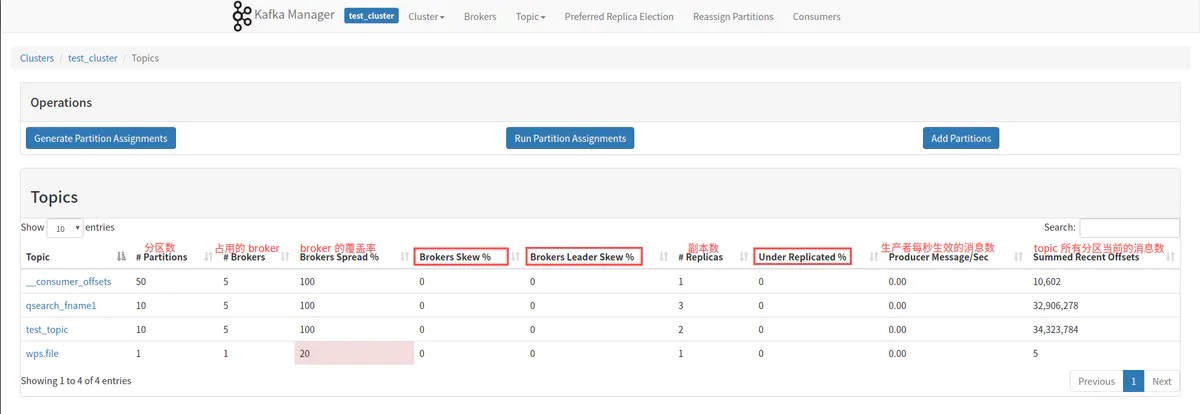 Kafka Manager test_cluster Cluster Brokers Topic Preferred Replica Election Reassign Partitions Consumers
Clusters / test_cluster / Topics
Operations
Generate Partition Assignments Run Partition Assignments Add Partitions
Topics
Show 10 entries Search:
分区数 占用的 broker broker 的覆盖率 副本数 生产者每秒生效的消息数 topic 所有分区当前的消息数
Topic # Partitions # Brokers Brokers Spread % Brokers Skew % Brokers Leader Skew % # Replicas Under Replicated % Producer Message/Sec Summed Recent Offsets
__consumer_offsets 50 5 100 0 0 1 0 0.00 10,602
qsearch_fname1 10 5 100 0 0 3 0 0.00 32,906,278
test_topic 10 5 100 0 0 2 0 0.00 34,323,784
wps.file 1 1 20 0 0 1 0 0.00 5
Showing 1 to 4 of 4 entries Previous 1 Next